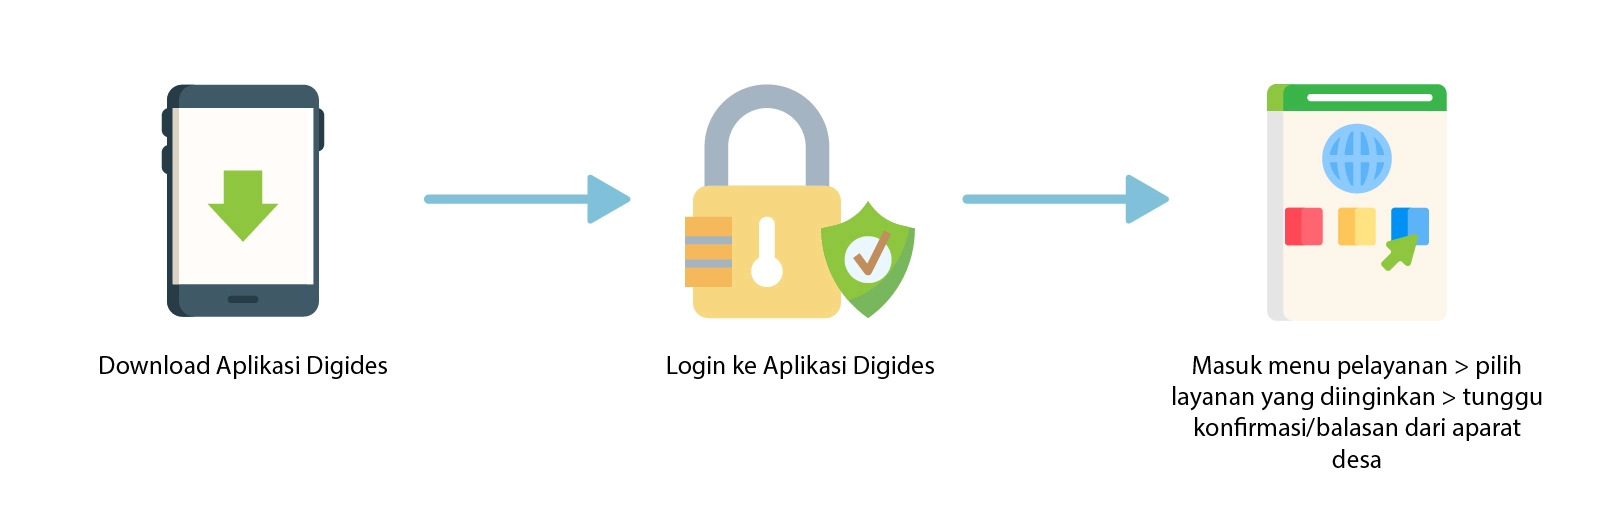 Download Aplikasi Digides
Login ke Aplikasi Digides
Masuk menu pelayanan > pilih
layanan yang diinginkan > tunggu
konfirmasi/balasan dari aparat
desa